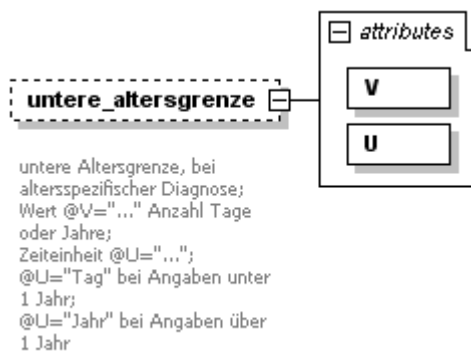 attributes
untere_altersgrenze
V
U
untere Altersgrenze, bei
altersspezifischer Diagnose;
Wert @V="..." Anzahl Tage
oder Jahre;
Zeiteinheit @U="...";
@U="Tag" bei Angaben unter
1 Jahr;
@U="Jahr" bei Angaben über
1 Jahr